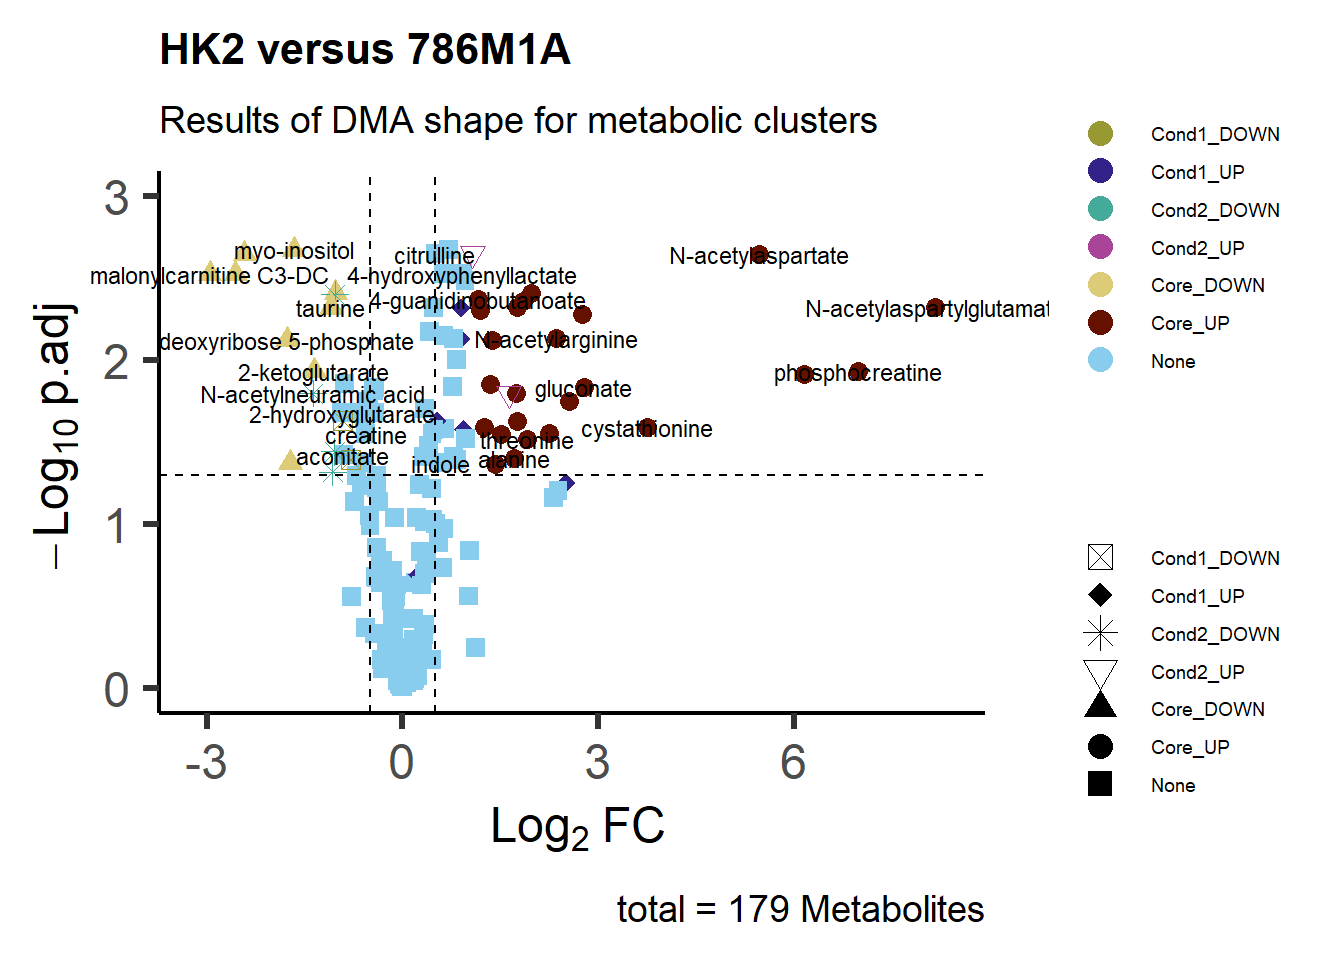 HK2 versus 786M1A
Results of DMA shape for metabolic clusters
−Log10 p.adj
3
2
1
0
myo-inositol
citrulline
N-acetylaspartate
malonylcarnitine C3-DC
4-hydroxyphenyllactate
taurine
4-guanidinobutanoate
N-acetylaspartylglutamat
deoxyribose 5-phosphate
N-acetylarginine
2-ketoglutarate
phosphocreatine
N-acetylneuramic acid
gluconate
2-hydroxyglutarate
creatine
threonine
cystathionine
aconitate
indole
alanine
-3
0
3
6
Log2 FC
total = 179 Metabolites
Cond1_DOWN
Cond1_UP
Cond2_DOWN
Cond2_UP
Core_DOWN
Core_UP
None
Cond1_DOWN
Cond1_UP
Cond2_DOWN
Cond2_UP
Core_DOWN
Core_UP
None